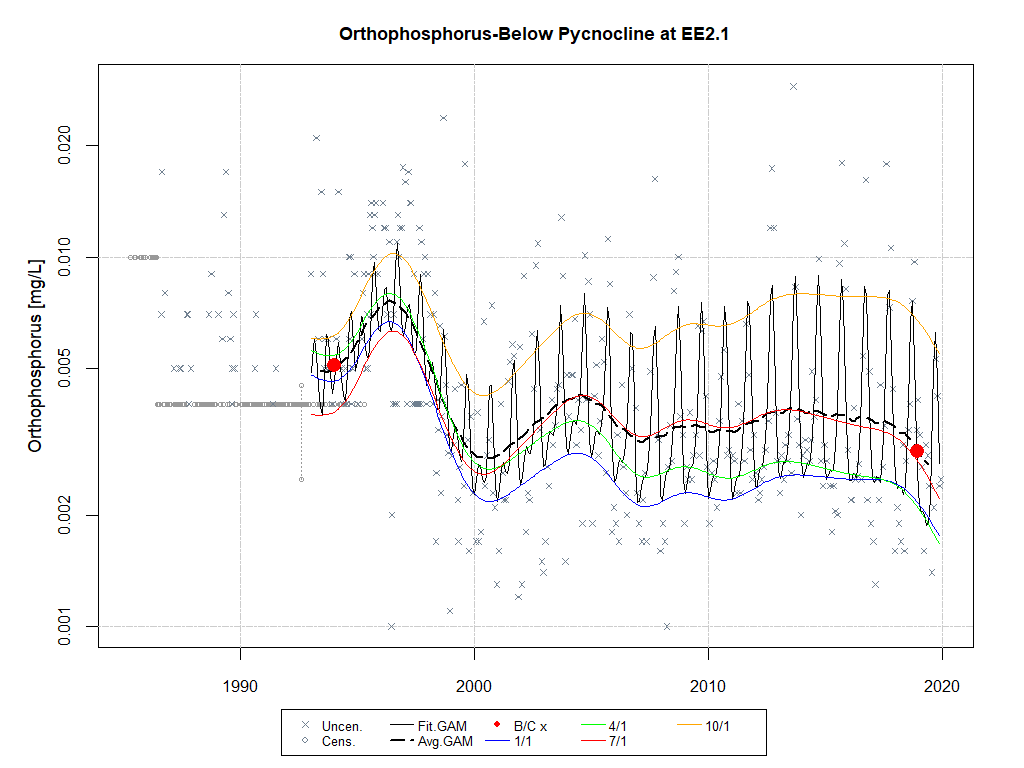 Orthophosphorus-Below Pycnocline at EE2.1
Orthophosphorus [mg/L]
0.020
0.010
0.005
0.002
0.001
1990 2000 2010 2020
Uncen. Fit.GAM B/C x 4/1 10/1
Cens. Avg.GAM 1/1 7/1